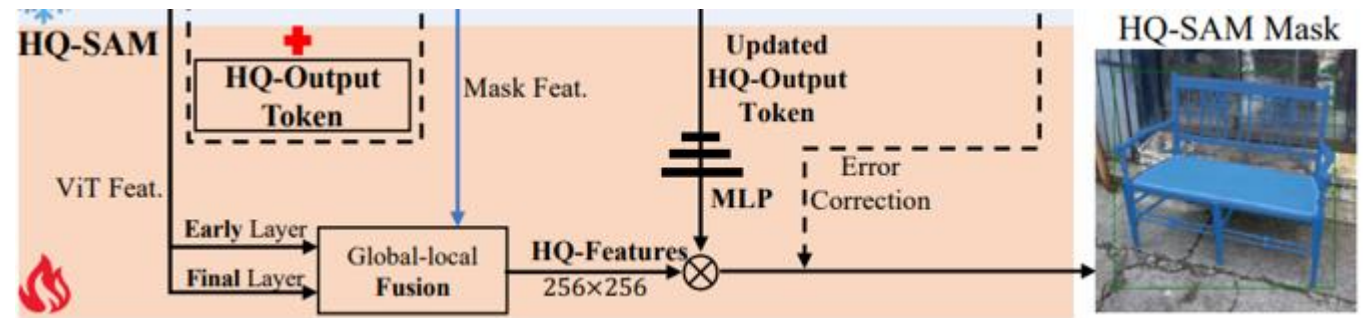 HQ-SAM
HQ-Output
Token
Mask Feat.
Updated
HQ-Output
Token
HQ-SAM Mask
ViT Feat.
MLP
Error
Correction
Early Layer
Final Layer
Global-local
Fusion
HQ-Features
256×256